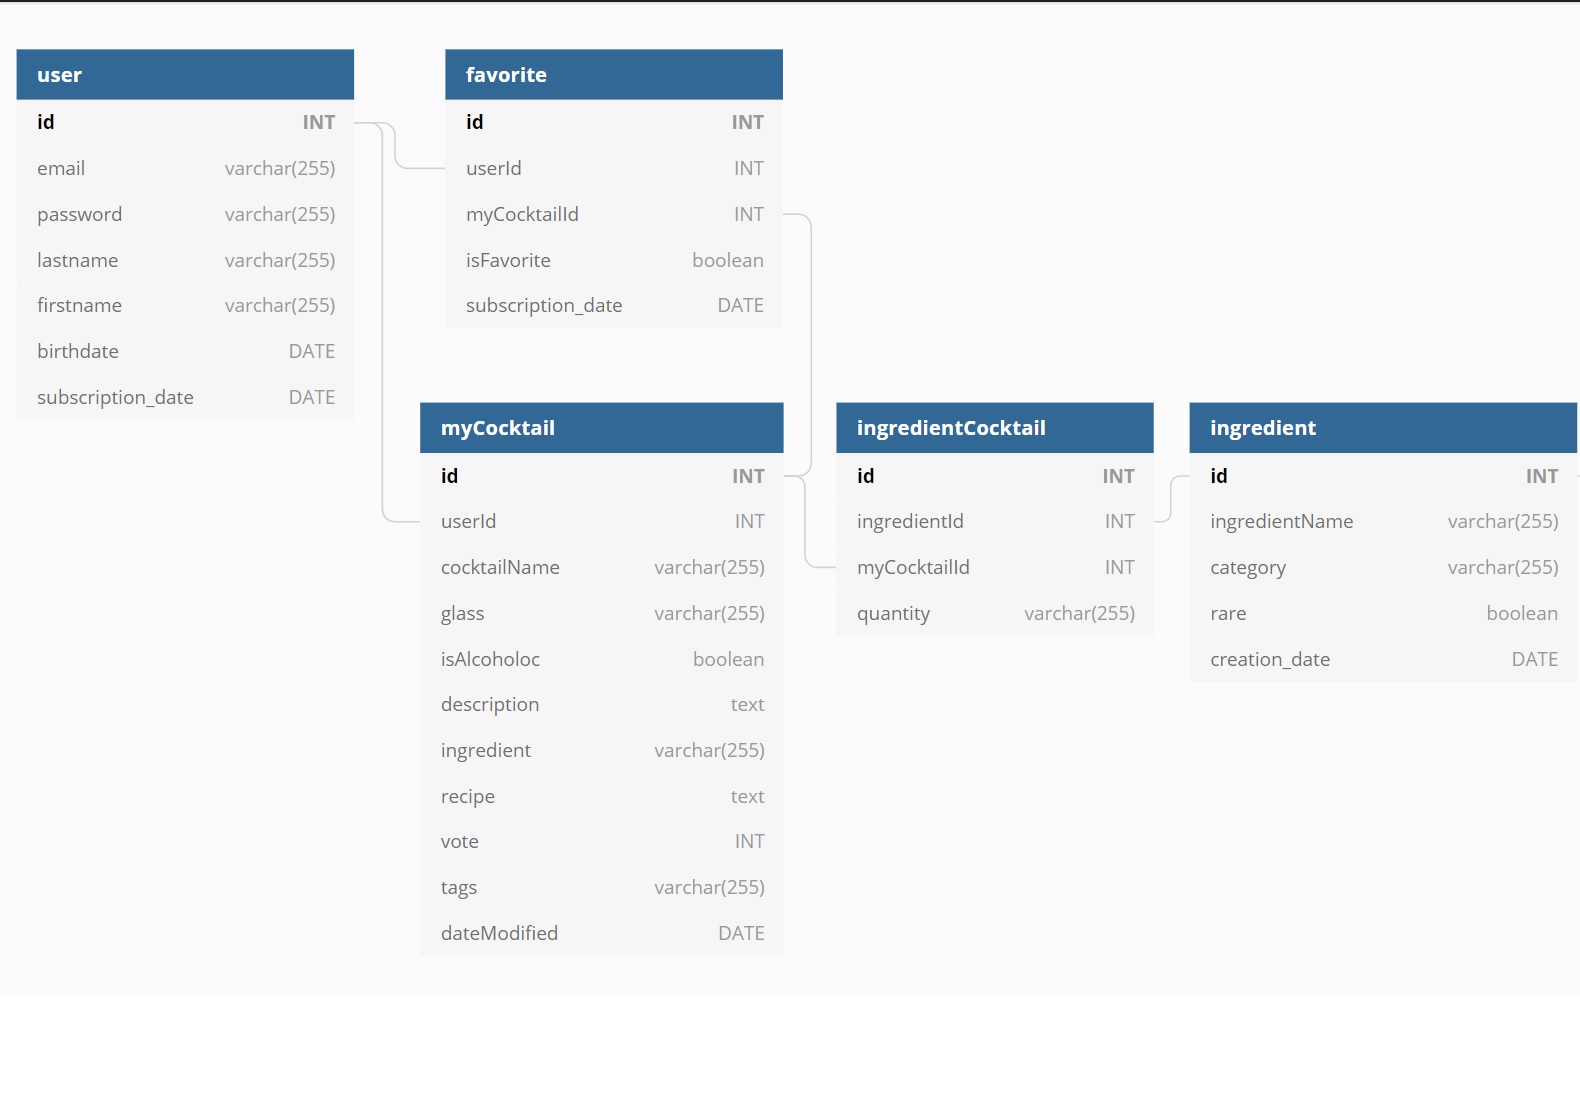 user
id INT
email varchar(255)
password varchar(255)
lastname varchar(255)
firstname varchar(255)
birthdate DATE
subscription_date DATE
favorite
id INT
userId INT
myCocktailId INT
isFavorite boolean
subscription_date DATE
myCocktail
id INT
userId INT
cocktailName varchar(255)
glass varchar(255)
isAlcoholoc boolean
description text
ingredient varchar(255)
recipe text
vote INT
tags varchar(255)
dateModified DATE
ingredientCocktail
id INT
ingredientId INT
myCocktailId INT
quantity varchar(255)
ingredient
id INT
ingredientName varchar(255)
category varchar(255)
rare boolean
creation_date DATE